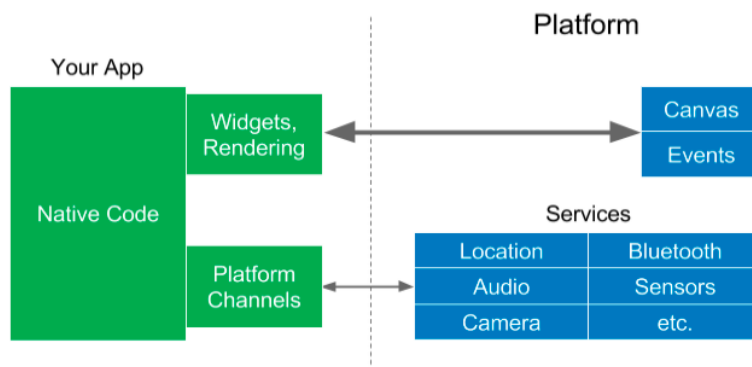 Platform
Your App
Widgets,
Rendering
Canvas
Events
Native Code
Services
Platform
Channels
Location
Bluetooth
Audio
Sensors
Camera
etc.